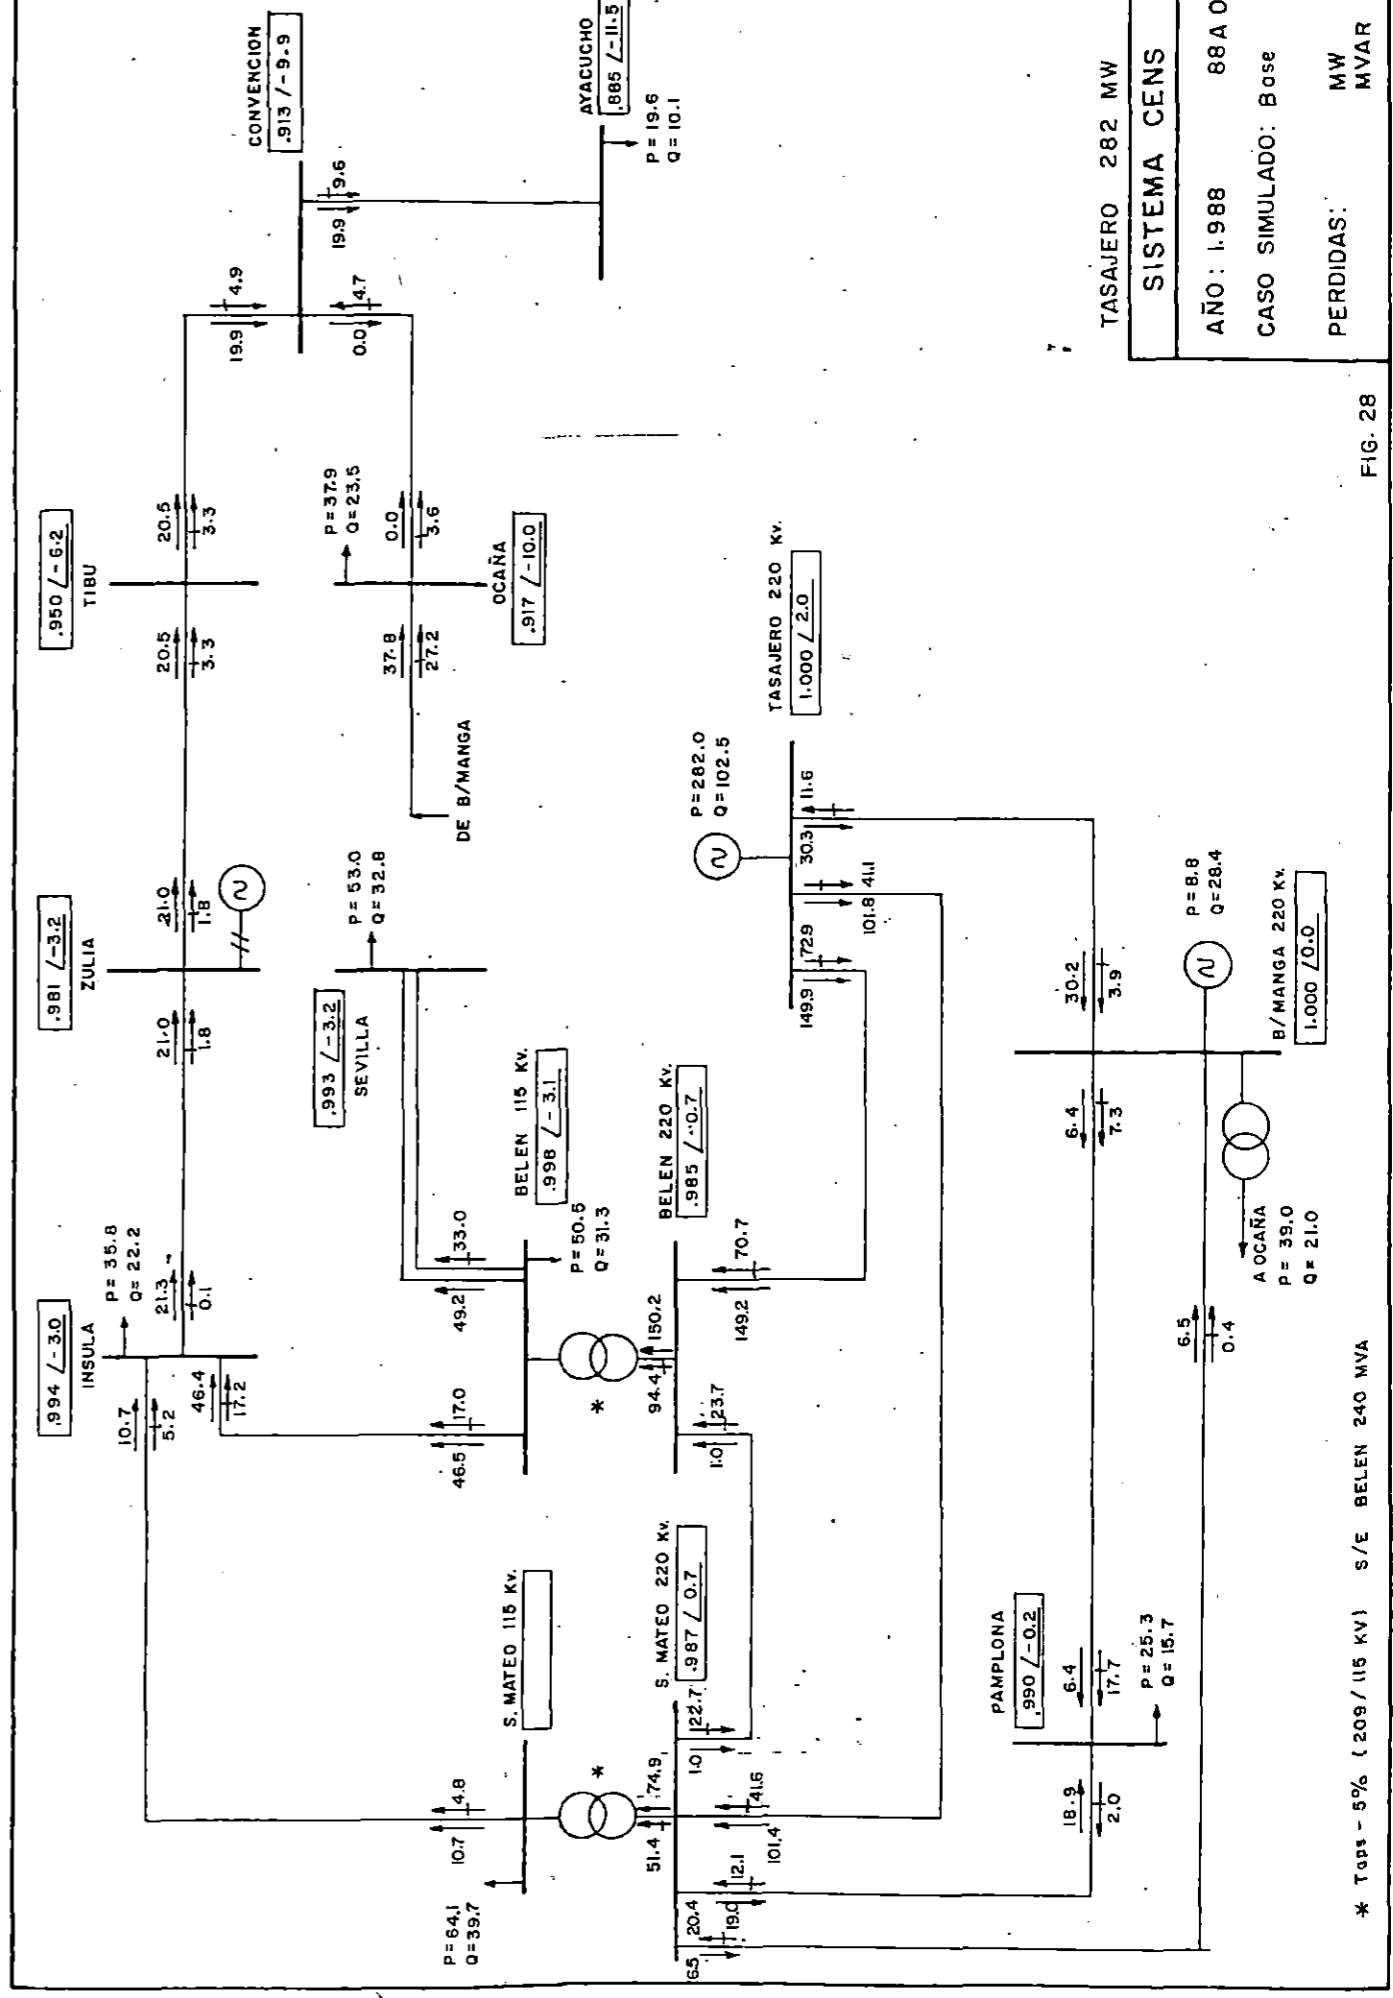 CONVENCION
.913 /-9.9
AYACUCHO
.885 /-11.5
P=19.6
Q=10.1
19.9
4.9
0.0
4.7
19.9
9.6
.950 /-6.2
TIBU
20.5
3.3
20.5
3.3
P=37.9
Q=23.5
0.0
3.6
OCAÑA
.917 /-10.0
37.8
27.2
DE B/MANGA
.981 /-3.2
ZULIA
21.0
1.8
21.0
1.8
P=53.0
Q=32.8
.993 /-3.2
SEVILLA
.994 /-3.0
INSULA
P=35.8
Q=22.2
21.3
0.1
10.7
5.2
46.4
17.2
BELEN 115 Kv.
.998 /-3.1
49.2
33.0
P=50.5
Q=31.3
46.5
17.0
*
94.4
150.2
BELEN 220 Kv.
.985 /-0.7
149.2
70.7
1.0
23.7
TASAJERO 220 Kv.
1.000 /2.0
P=282.0
Q=102.5
149.9
72.9
101.8
41.1
30.3
11.6
S. MATEO 115 Kv.
10.7
4.8
P=64.1
Q=39.7
*
51.4
74.9
S. MATEO 220 Kv.
.987 /0.7
1.0
22.7
101.4
41.6
20.4
12.1
6.5
19.0
PAMPLONA
.990 /-0.2
P=25.3
Q=15.7
18.9
2.0
6.4
17.7
6.4
7.3
30.2
3.9
6.5
0.4
P=8.8
Q=28.4
B/MANGA 220 Kv.
1.000 /0.0
A OCAÑA
P=39.0
Q=21.0
* Taps - 5% (209/115 KV) S/E BELEN 240 MVA
FIG. 28
TASAJERO 282 MW
SISTEMA CENS
AÑO: 1.988 88A0
CASO SIMULADO: Base
PERDIDAS: MW
MVAR